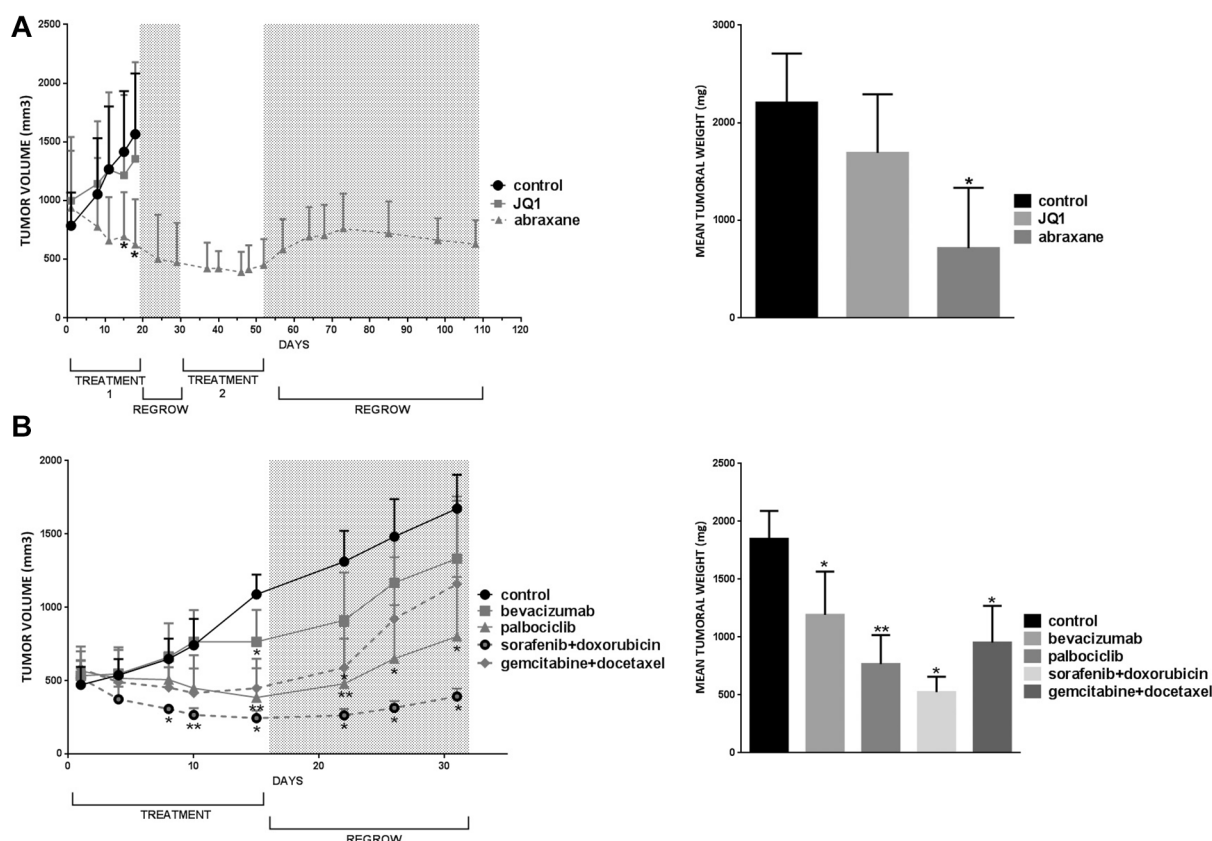 A
TUMOR VOLUME (mm3)
2500
2000
1500
1000
500
0
0 10 20 30 40 50 60 70 80 90 100 110 120
DAYS
TREATMENT
1
REGROW
TREATMENT
2
REGROW
* *
control
JQ1
abraxane
MEAN TUMORAL WEIGHT (mg)
3000
2000
1000
0
*
control
JQ1
abraxane
B
TUMOR VOLUME (mm3)
2000
1500
1000
500
0
0 10 20 30
DAYS
TREATMENT
REGROW
* ** * ** * * ** * * * * *
control
bevacizumab
palbociclib
sorafenib+doxorubicin
gemcitabine+docetaxel
MEAN TUMORAL WEIGHT (mg)
2500
2000
1500
1000
500
0
* ** * *
control
bevacizumab
palbociclib
sorafenib+doxorubicin
gemcitabine+docetaxel